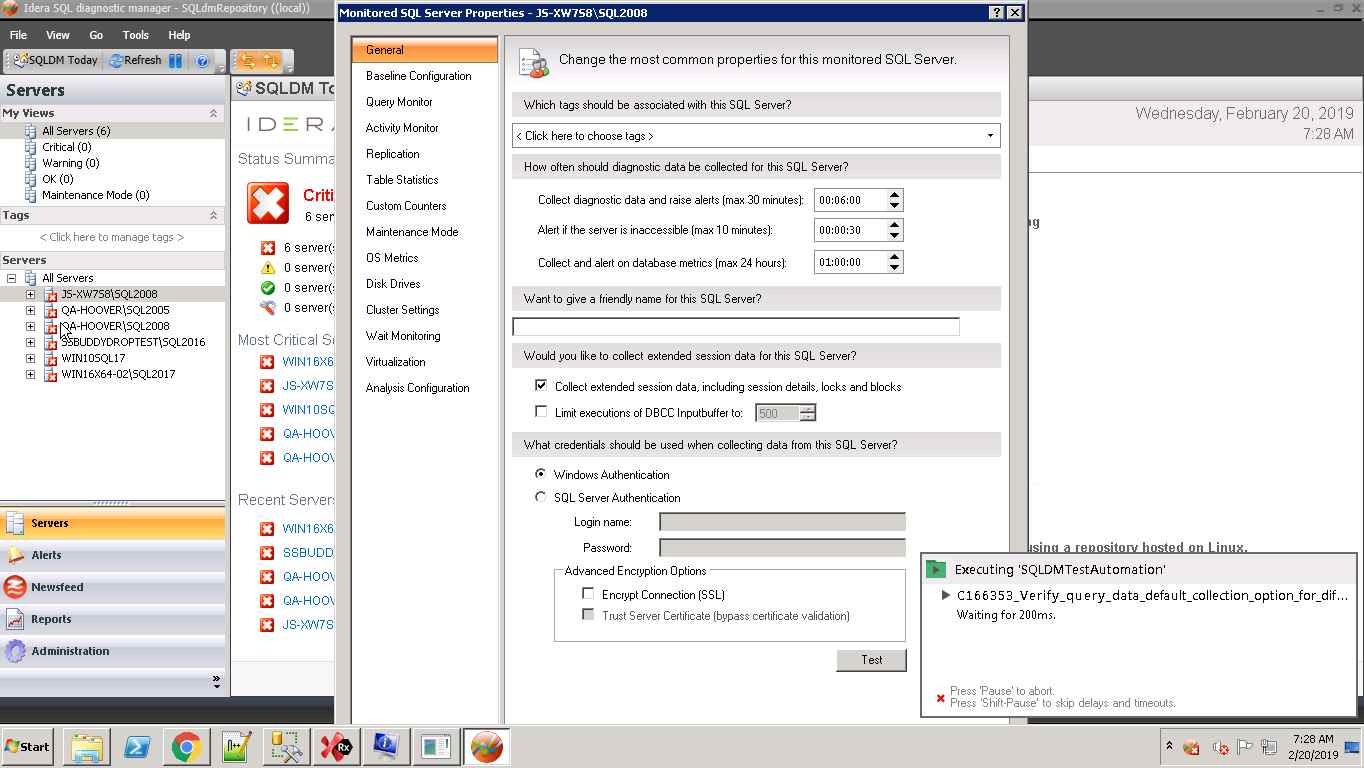 Idera SQL diagnostic manager - SQLdmRepository ((local))
File View Go Tools Help
SQLDM Today Refresh
Servers
My Views
All Servers (6)
Critical (0)
Warning (0)
OK (0)
Maintenance Mode (0)
Tags
< Click here to manage tags >
Servers
All Servers
JS-XW7S8\SQL2008
QA-HOOVER\SQL2005
QA-HOOVER\SQL2008
SSBUDDYDROPTEST\SQL2016
WIN10SQL17
WIN16X64-02\SQL2017
Servers
Alerts
Newsfeed
Reports
Administration
SQLDM To
IDERA
Status Summa
Criti
6 ser
6 server(s
0 server(s
0 server(s
0 server(s
Most Critical S
WIN16X6
JS-XW7S
WIN10SQ
QA-HOOV
QA-HOOV
Recent Servers
WIN16X6
SSBUDD
QA-HOOV
QA-HOOV
JS-XW7S
Monitored SQL Server Properties - JS-XW7S8\SQL2008
General
Baseline Configuration
Query Monitor
Activity Monitor
Replication
Table Statistics
Custom Counters
Maintenance Mode
OS Metrics
Disk Drives
Cluster Settings
Wait Monitoring
Virtualization
Analysis Configuration
Change the most common properties for this monitored SQL Server.
Which tags should be associated with this SQL Server?
< Click here to choose tags >
How often should diagnostic data be collected for this SQL Server?
Collect diagnostic data and raise alerts (max 30 minutes): 00:06:00
Alert if the server is inaccessible (max 10 minutes): 00:00:30
Collect and alert on database metrics (max 24 hours): 01:00:00
Want to give a friendly name for this SQL Server?
Would you like to collect extended session data for this SQL Server?
Collect extended session data, including session details, locks and blocks
Limit executions of DBCC Inputbuffer to: 500
What credentials should be used when collecting data from this SQL Server?
Windows Authentication
SQL Server Authentication
Login name:
Password:
Advanced Encryption Options
Encrypt Connection (SSL)
Trust Server Certificate (bypass certificate validation)
Test
Wednesday, February 20, 2019
7:28 AM
ng
using a repository hosted on Linux.
Executing 'SQLDMTestAutomation'
C166353_Verify_query_data_default_collection_option_for_dif...
Waiting for 200ms.
Press 'Pause' to abort.
Press 'Shift-Pause' to skip delays and timeouts.
Start
Rx
7:28 AM
2/20/2019